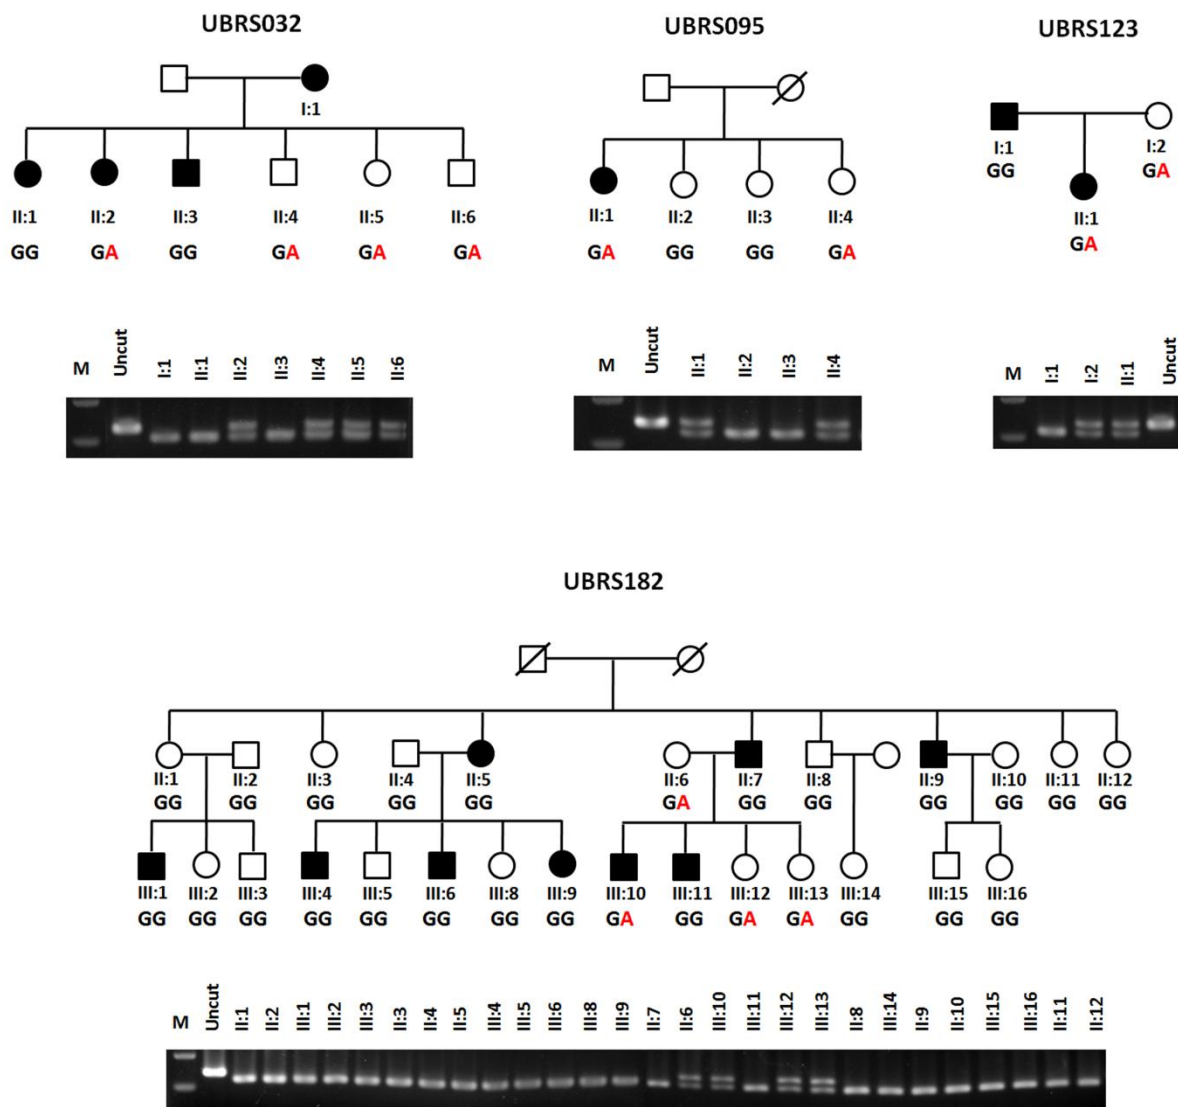 UBRS032
I:1
II:1 II:2 II:3 II:4 II:5 II:6
GG GA GG GA GA GA
M Uncut I:1 II:1 II:2 II:3 II:4 II:5 II:6
UBRS095
II:1 II:2 II:3 II:4
GA GG GG GA
M Uncut II:1 II:2 II:3 II:4
UBRS123
I:1 I:2
GG GA
II:1
GA
M I:1 I:2 II:1 Uncut
UBRS182
II:1 II:2 II:3 II:4 II:5 II:6 II:7 II:8 II:9 II:10 II:11 II:12
GG GG GG GG GG GA GG GG GG GG GG GG
III:1 III:2 III:3 III:4 III:5 III:6 III:8 III:9 III:10 III:11 III:12 III:13 III:14 III:15 III:16
GG GG GG GG GG GG GG GG GA GG GA GA GG GG GG
M Uncut II:1 II:2 III:1 III:2 III:3 II:3 II:4 II:5 III:4 III:5 III:6 III:8 III:9 II:7 II:6 III:10 III:11 III:12 III:13 II:8 III:14 II:9 II:10 III:15 III:16 II:11 II:12